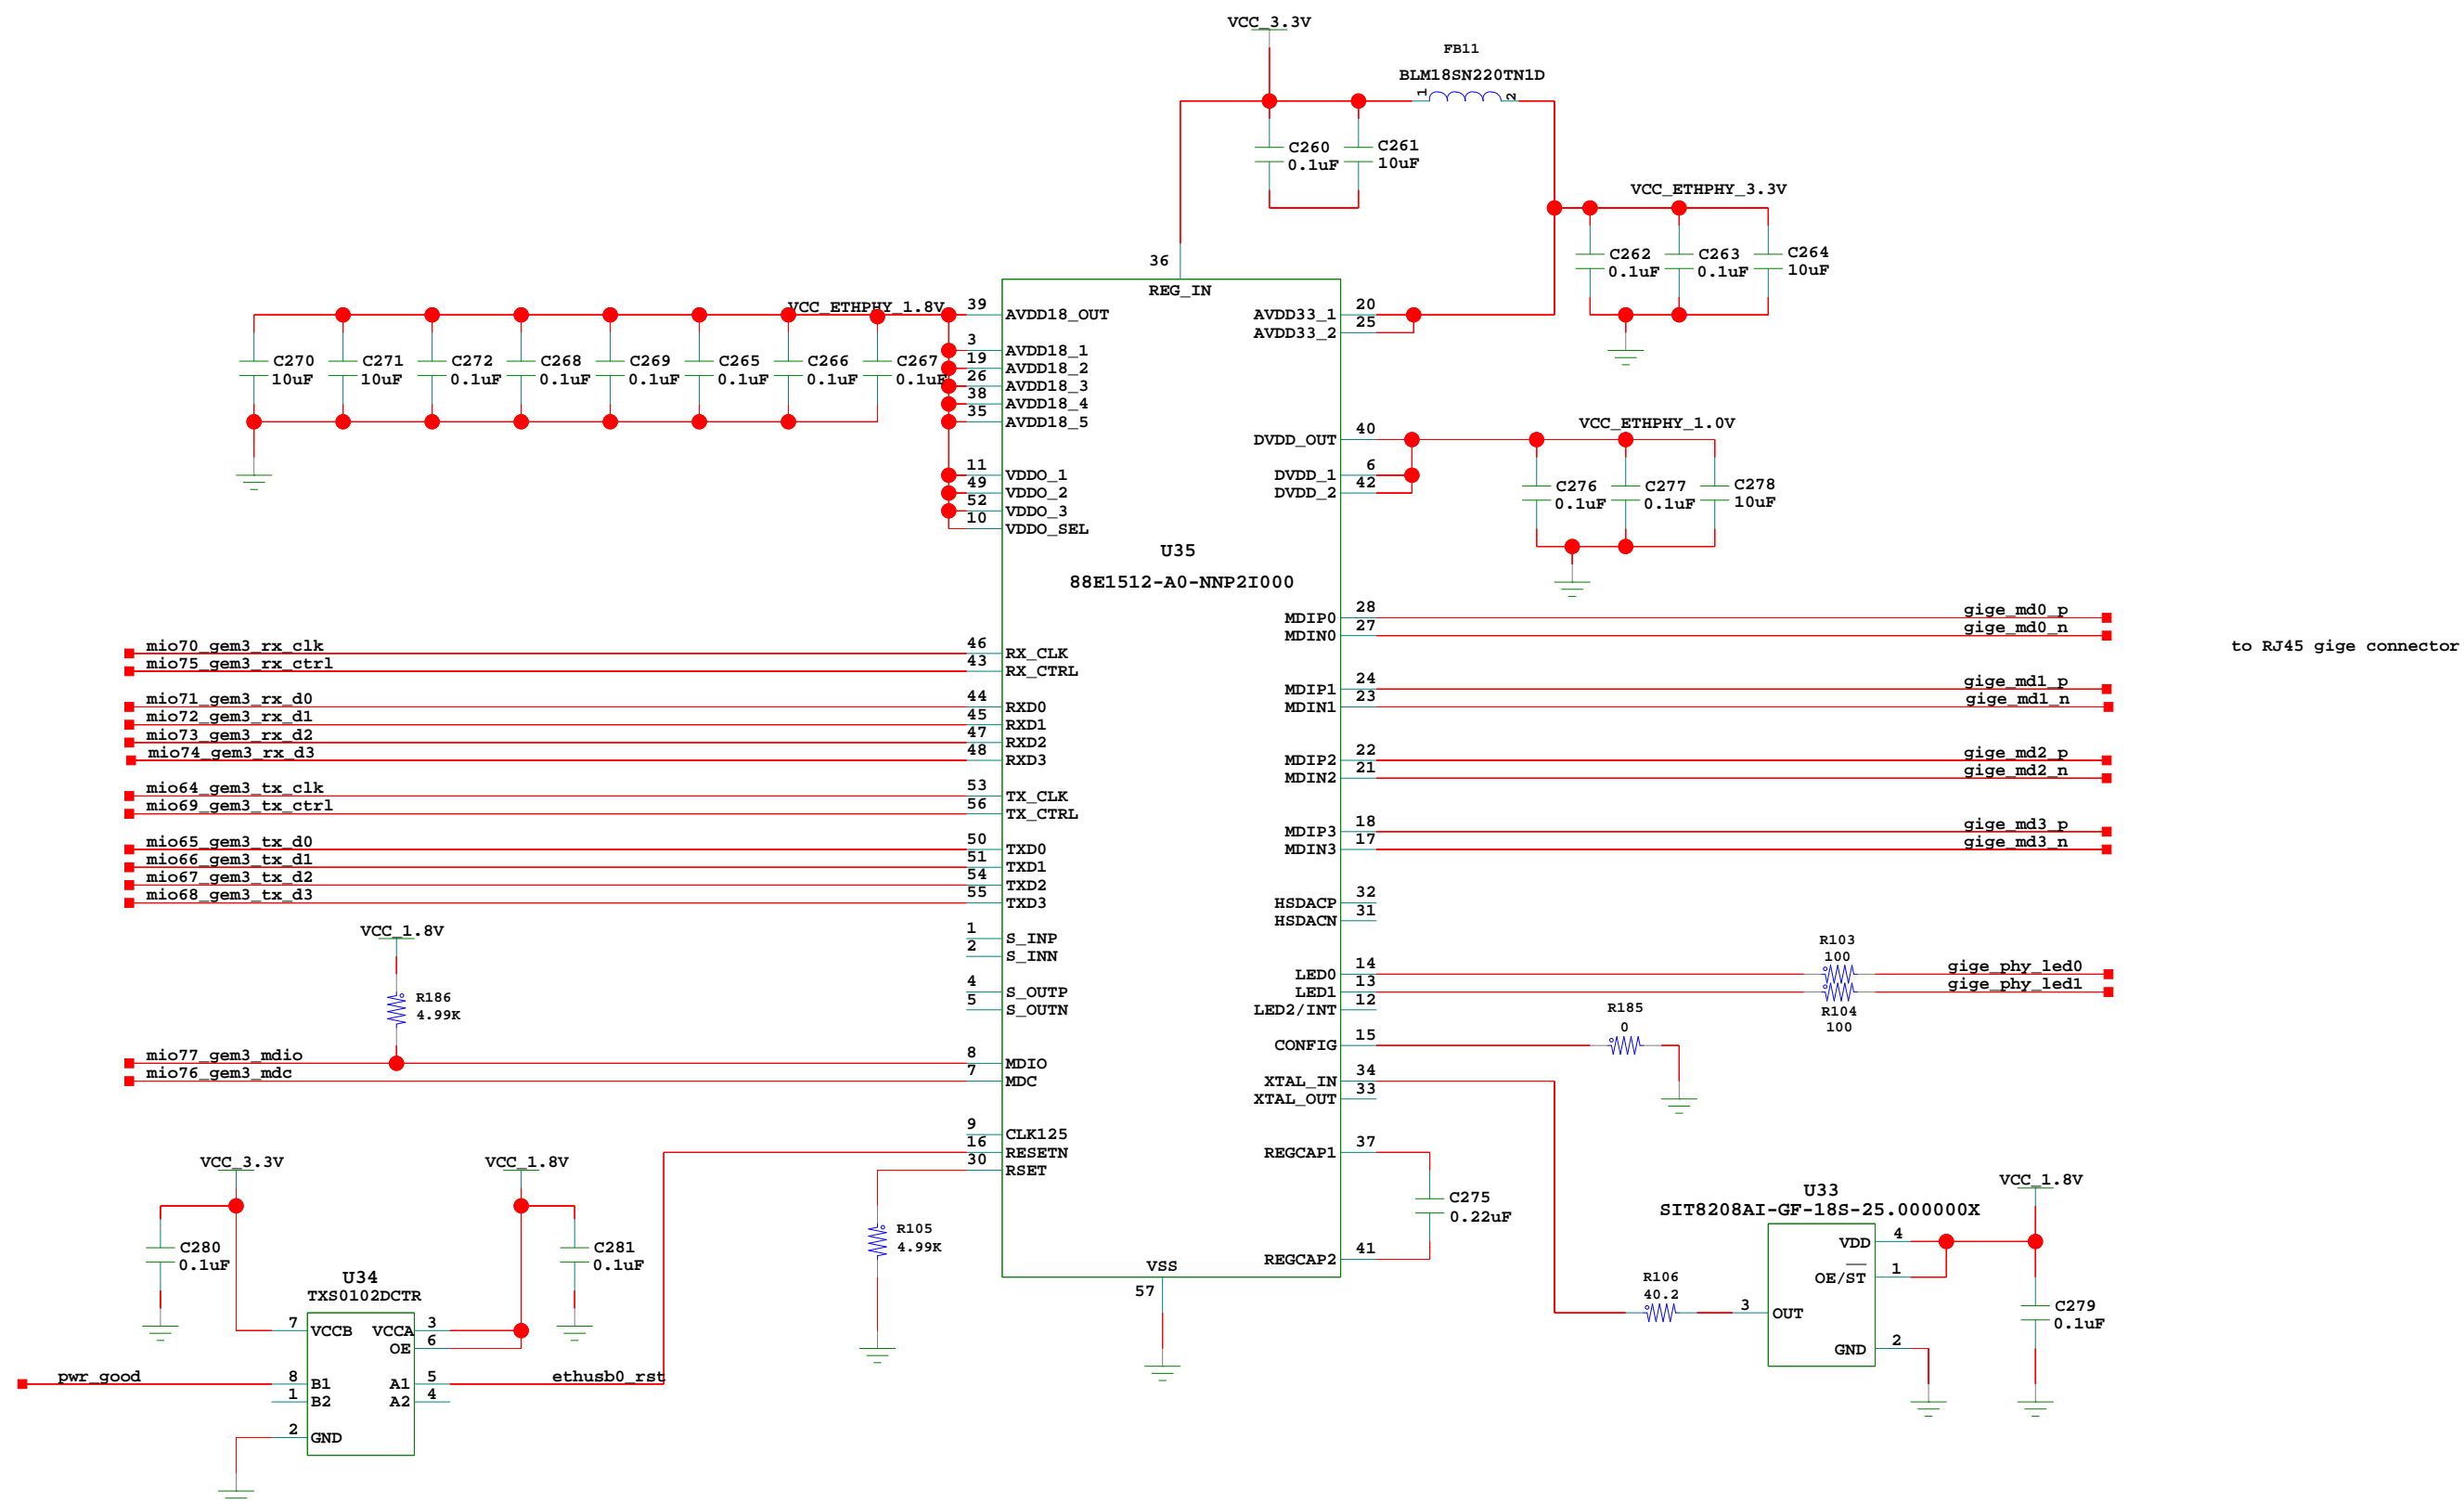 VCC_3.3V
FB11
BLM18SN220TN1D
1
2
C260
0.1uF
C261
10uF
VCC_ETHPHY_3.3V
C262
0.1uF
C263
0.1uF
C264
10uF
36
REG_IN
VCC_ETHPHY_1.8V
39
AVDD18_OUT
3
AVDD18_1
19
AVDD18_2
26
AVDD18_3
38
AVDD18_4
35
AVDD18_5
11
VDDO_1
49
VDDO_2
52
VDDO_3
10
VDDO_SEL
C270
10uF
C271
10uF
C272
0.1uF
C268
0.1uF
C269
0.1uF
C265
0.1uF
C266
0.1uF
C267
0.1uF
AVDD33_1
20
AVDD33_2
25
DVDD_OUT
40
DVDD_1
6
DVDD_2
42
VCC_ETHPHY_1.0V
C276
0.1uF
C277
0.1uF
C278
10uF
U35
88E1512-A0-NNP2I000
mio70_gem3_rx_clk
46
RX_CLK
mio75_gem3_rx_ctrl
43
RX_CTRL
mio71_gem3_rx_d0
44
RXD0
mio72_gem3_rx_d1
45
RXD1
mio73_gem3_rx_d2
47
RXD2
mio74_gem3_rx_d3
48
RXD3
mio64_gem3_tx_clk
53
TX_CLK
mio69_gem3_tx_ctrl
56
TX_CTRL
mio65_gem3_tx_d0
50
TXD0
mio66_gem3_tx_d1
51
TXD1
mio67_gem3_tx_d2
54
TXD2
mio68_gem3_tx_d3
55
TXD3
MDIP0
28
gige_md0_p
MDIN0
27
gige_md0_n
to RJ45 gige connector
MDIP1
24
gige_md1_p
MDIN1
23
gige_md1_n
MDIP2
22
gige_md2_p
MDIN2
21
gige_md2_n
MDIP3
18
gige_md3_p
MDIN3
17
gige_md3_n
HSDACP
32
HSDACN
31
1
S_INP
2
S_INN
4
S_OUTP
5
S_OUTN
VCC_1.8V
R186
4.99K
mio77_gem3_mdio
8
MDIO
mio76_gem3_mdc
7
MDC
LED0
14
R103
100
gige_phy_led0
LED1
13
gige_phy_led1
R104
100
LED2/INT
12
R185
0
CONFIG
15
XTAL_IN
34
XTAL_OUT
33
9
CLK125
16
RESETN
30
RSET
REGCAP1
37
C275
0.22uF
REGCAP2
41
VSS
57
R105
4.99K
VCC_3.3V
VCC_1.8V
C280
0.1uF
C281
0.1uF
U34
TXS0102DCTR
7
VCCB
VCCA
3
OE
6
pwr_good
8
B1
A1
5
ethusb0_rst
1
B2
A2
4
2
GND
VCC_1.8V
U33
SIT8208AI-GF-18S-25.000000X
VDD
4
OE/ST
1
R106
40.2
3
OUT
GND
2
C279
0.1uF